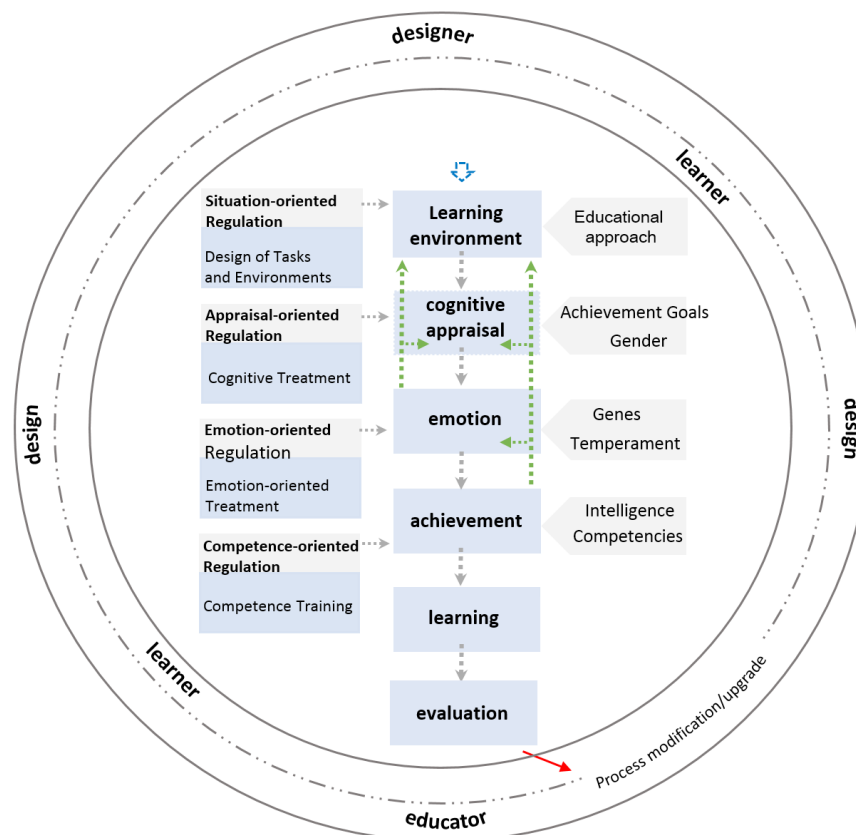 designer
learner
Situation-oriented
Regulation
Design of Tasks
and Environments
Learning
environment
Educational
approach
Appraisal-oriented
Regulation
Cognitive Treatment
cognitive
appraisal
Achievement Goals
Gender
design
design
Emotion-oriented
Regulation
Emotion-oriented
Treatment
emotion
Genes
Temperament
Competence-oriented
Regulation
Competence Training
achievement
Intelligence
Competencies
learning
learner
evaluation
Process modification/upgrade
educator